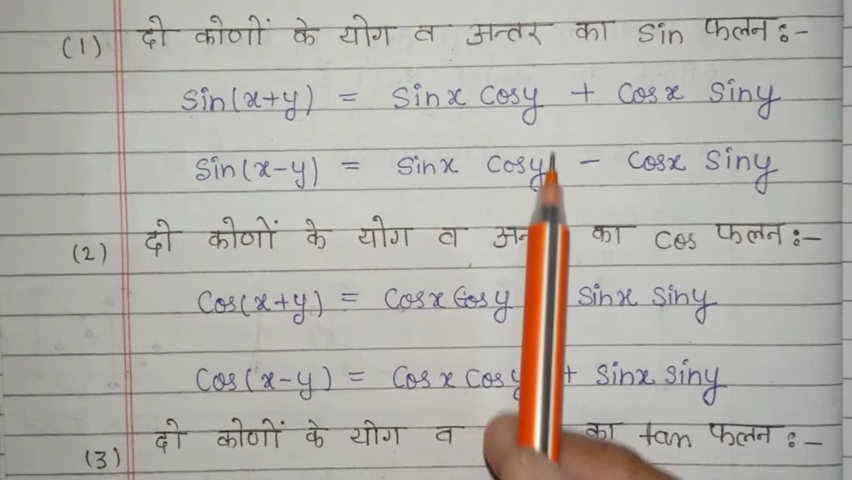 (1) दो कोणों के योग व अन्तर का sin फलन :-
sin(x+y) = sinx cosy + cosx siny
sin(x-y) = sinx cosy - cosx siny
(2) दो कोणों के योग व का cos फलन :-
cos(x+y) = cosx cosy sinx siny
cos(x-y) = cosx cosy + sinx siny
(3) दो कोणों के योग व का tan फलन :-